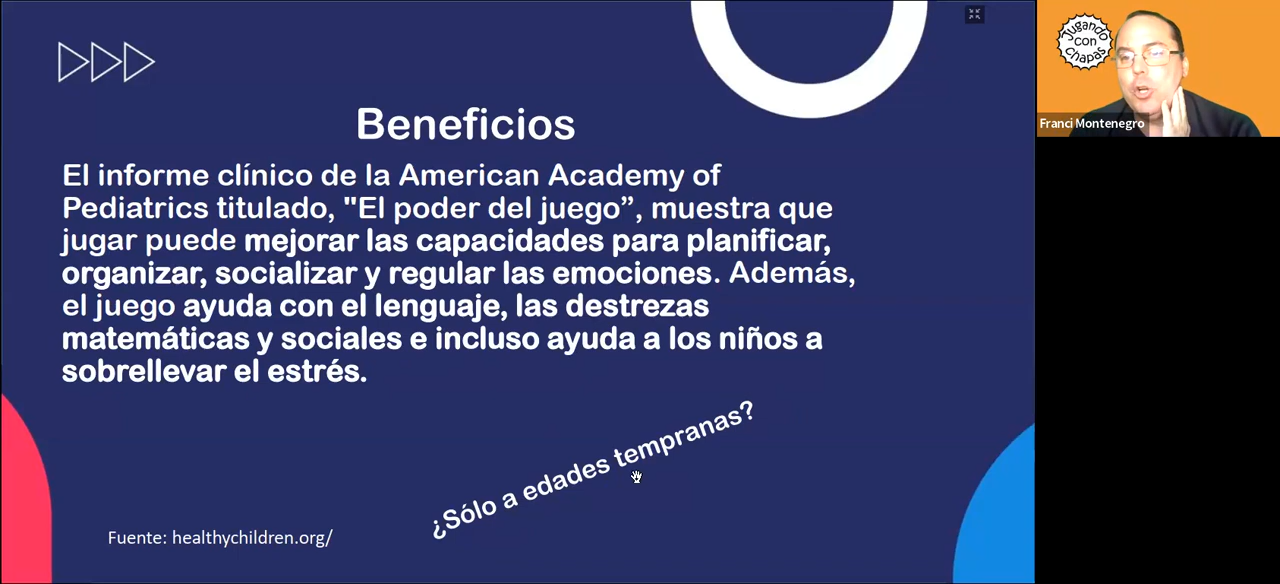 Beneficios
El informe clínico de la American Academy of
Pediatrics titulado, "El poder del juego”, muestra que
jugar puede mejorar las capacidades para planificar,
organizar, socializar y regular las emociones. Además,
el juego ayuda con el lenguaje, las destrezas
matemáticas y sociales e incluso ayuda a los niños a
sobrellevar el estrés.
¿Sólo a edades tempranas?
Fuente: healthychildren.org/
Jugando
con
chapas
Franci Montenegro